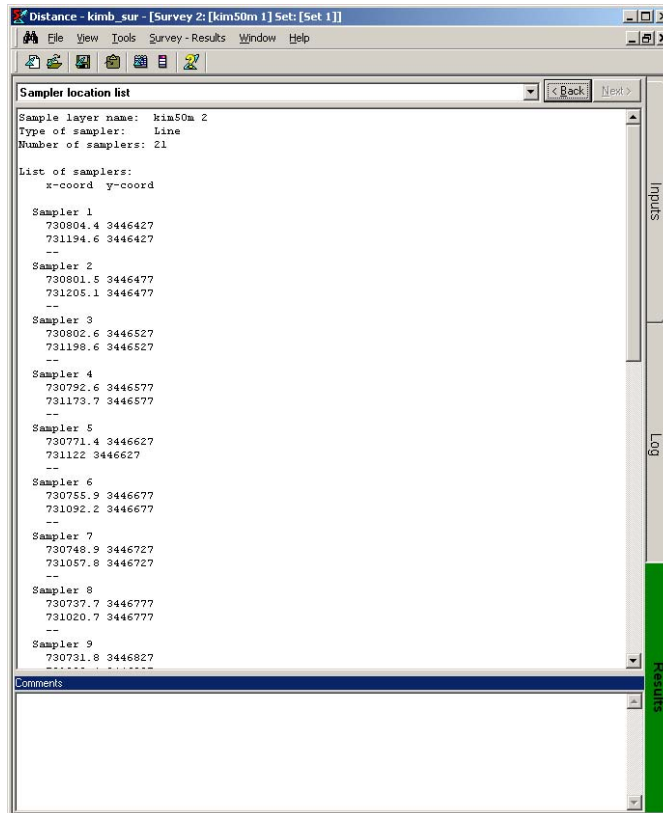 Distance - kimb_sur - [Survey 2: [kim50m 1] Set: [Set 1]]
File View Tools Survey - Results Window Help
Sampler location list
< Back Next >
Sample layer name: kim50m 2
Type of sampler: Line
Number of samplers: 21
List of samplers:
x-coord y-coord
Sampler 1
730804.4 3446427
731194.6 3446427
--
Sampler 2
730801.5 3446477
731205.1 3446477
--
Sampler 3
730802.6 3446527
731198.6 3446527
--
Sampler 4
730792.6 3446577
731173.7 3446577
--
Sampler 5
730771.4 3446627
731122 3446627
--
Sampler 6
730755.9 3446677
731092.2 3446677
--
Sampler 7
730748.9 3446727
731057.8 3446727
--
Sampler 8
730737.7 3446777
731020.7 3446777
--
Sampler 9
730731.8 3446827
Inputs
Log
Results
Comments